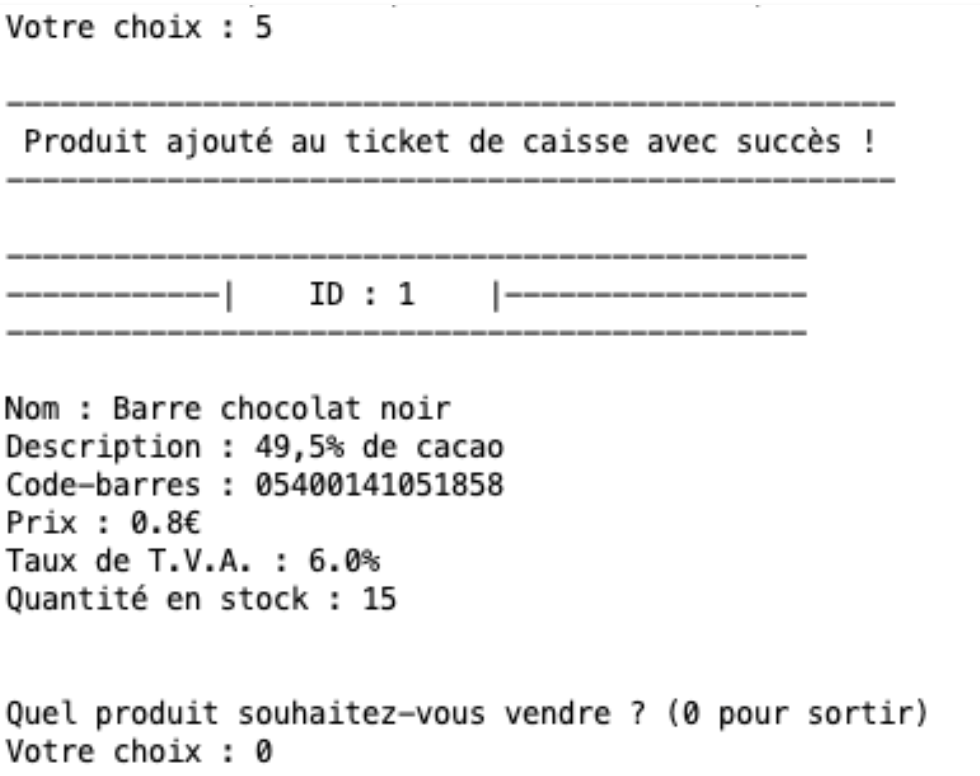 Votre choix : 5
--------------------------------------------------
Produit ajouté au ticket de caisse avec succès !
--------------------------------------------------
---------------------------------------------
------------|    ID : 1    |-----------------
---------------------------------------------
Nom : Barre chocolat noir
Description : 49,5% de cacao
Code-barres : 05400141051858
Prix : 0.8€
Taux de T.V.A. : 6.0%
Quantité en stock : 15
Quel produit souhaitez-vous vendre ? (0 pour sortir)
Votre choix : 0